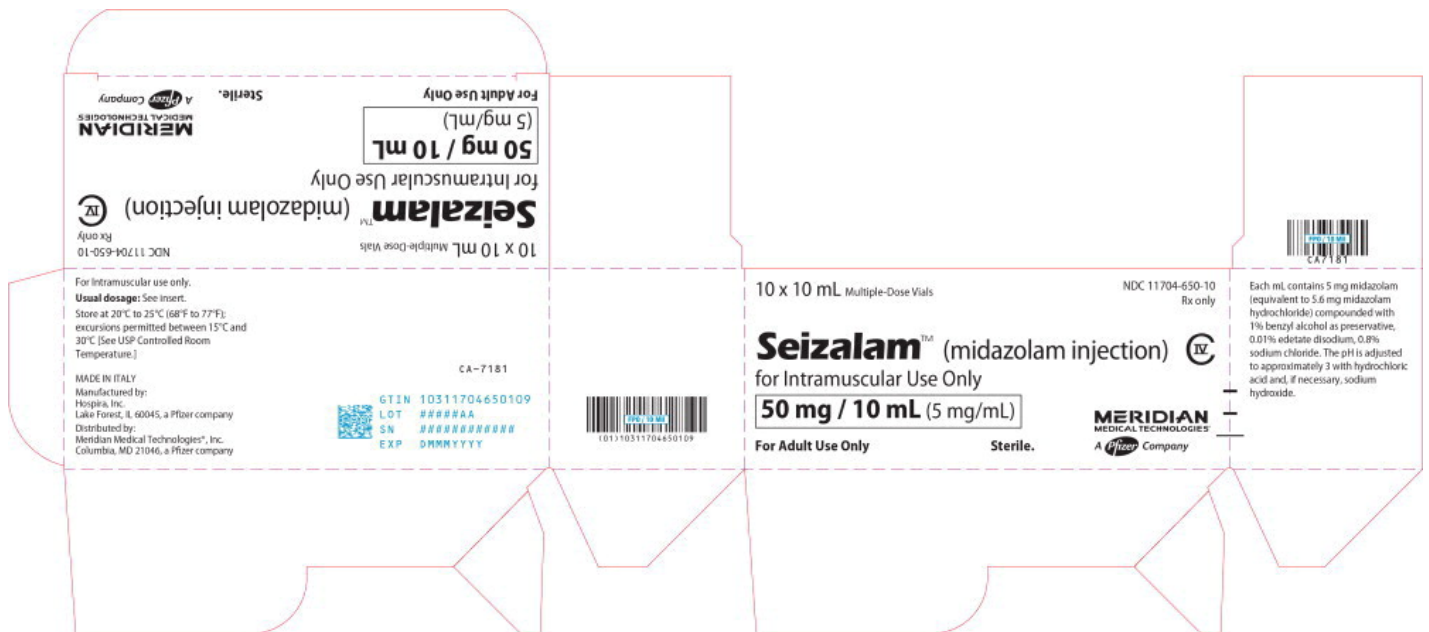 Sterile.
For Adult Use Only
MERIDIAN
MEDICAL TECHNOLOGIES®
A Pfizer Company
50 mg / 10 mL
(5 mg/mL)
for Intramuscular Use Only
Seizalam™ (midazolam injection) CIV
10 x 10 mL Multiple-Dose Vials
NDC 11704-650-10
Rx only
For Intramuscular use only.
Usual dosage: See insert.
Store at 20°C to 25°C (68°F to 77°F);
excursions permitted between 15°C and
30°C [See USP Controlled Room
Temperature.]
MADE IN ITALY
Manufactured by:
Hospira, Inc.
Lake Forest, IL 60045, a Pfizer company
Distributed by:
Meridian Medical Technologies®, Inc.
Columbia, MD 21046, a Pfizer company
CA-7181
GTIN 10311704650109
LOT #####AA
SN ############
EXP DMMMYYYY
FPO / 10 MIL
(01)10311704650109
10 x 10 mL Multiple-Dose Vials
NDC 11704-650-10
Rx only
Seizalam™ (midazolam injection) CIV
for Intramuscular Use Only
50 mg / 10 mL (5 mg/mL)
For Adult Use Only
Sterile.
MERIDIAN
MEDICAL TECHNOLOGIES®
A Pfizer Company
FPO / 10 MIL
CA7181
Each mL contains 5 mg midazolam
(equivalent to 5.6 mg midazolam
hydrochloride) compounded with
1% benzyl alcohol as preservative,
0.01% edetate disodium, 0.8%
sodium chloride. The pH is adjusted
to approximately 3 with hydrochloric
acid and, if necessary, sodium
hydroxide.